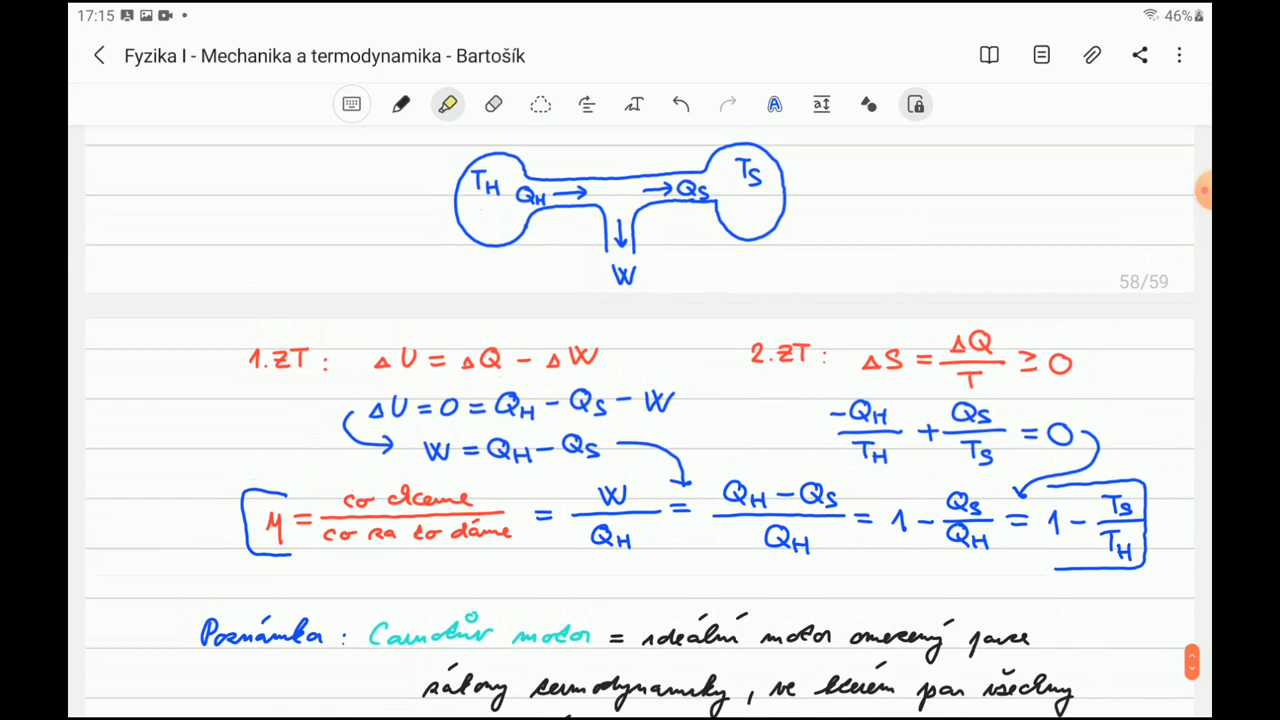 17:15 46%
Fyzika I - Mechanika a termodynamika - Bartošík
T_H Q_H → → Q_S T_S
↓
W
58/59
1.ZT: ΔU = ΔQ - ΔW 2.ZT: ΔS = ΔQ/T ≥ 0
ΔU = 0 = Q_H - Q_S - W -Q_H/T_H + Q_S/T_S = 0
W = Q_H - Q_S
η = co chceme/co za to dáme = W/Q_H = Q_H - Q_S/Q_H = 1 - Q_S/Q_H = 1 - T_S/T_H
Poznámka: Carnotův motor = ideální motor omezený pouze
zákony termodynamiky, ve kterém pak všechny